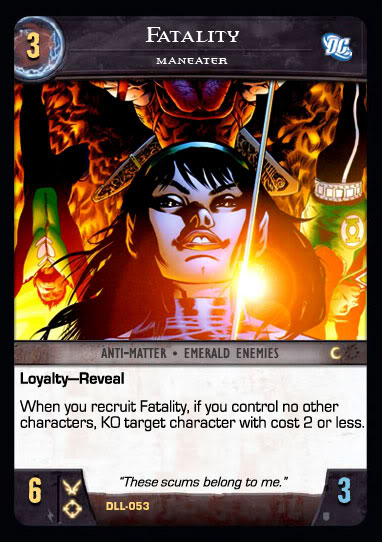 3
FATALITY
MANEATER
DC
ANTI-MATTER • EMERALD ENEMIES
C
Loyalty—Reveal
When you recruit Fatality, if you control no other
characters, KO target character with cost 2 or less.
6
"These scums belong to me."
DLL-053
3